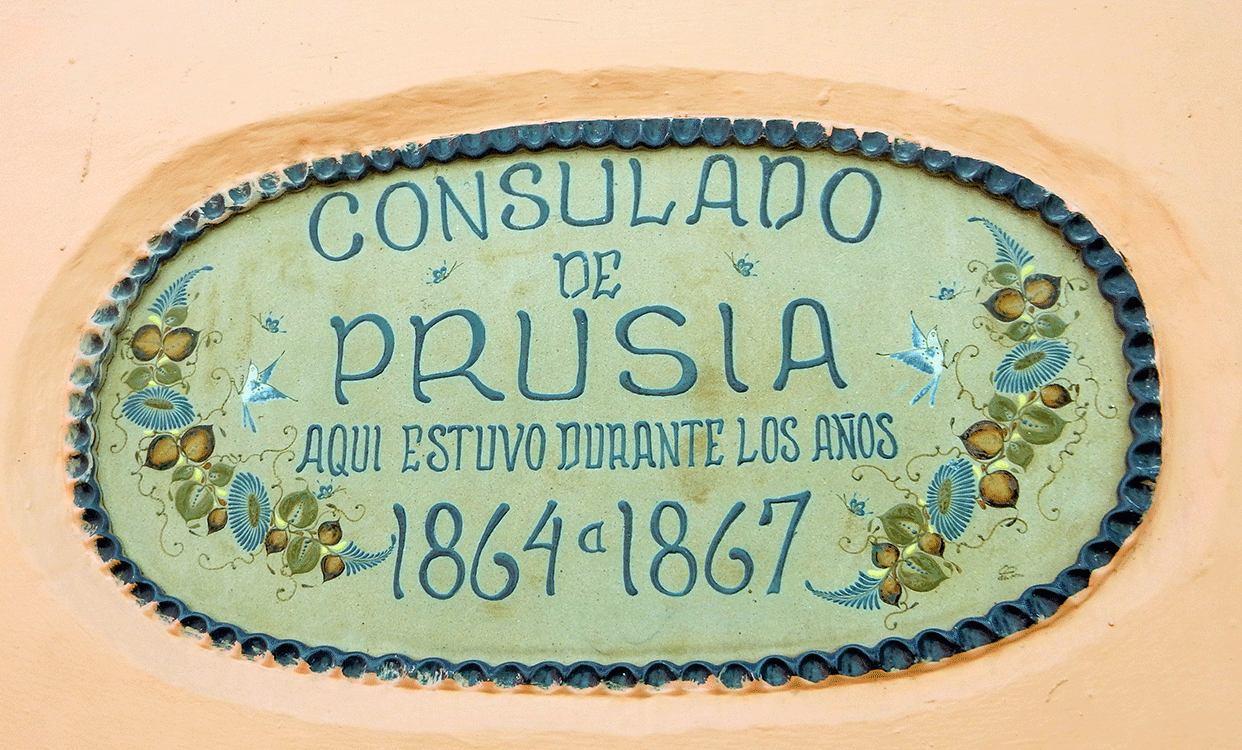 CONSULADO
DE
PRUSIA
AQUI ESTUVO DURANTE LOS AÑOS
1864 a 1867